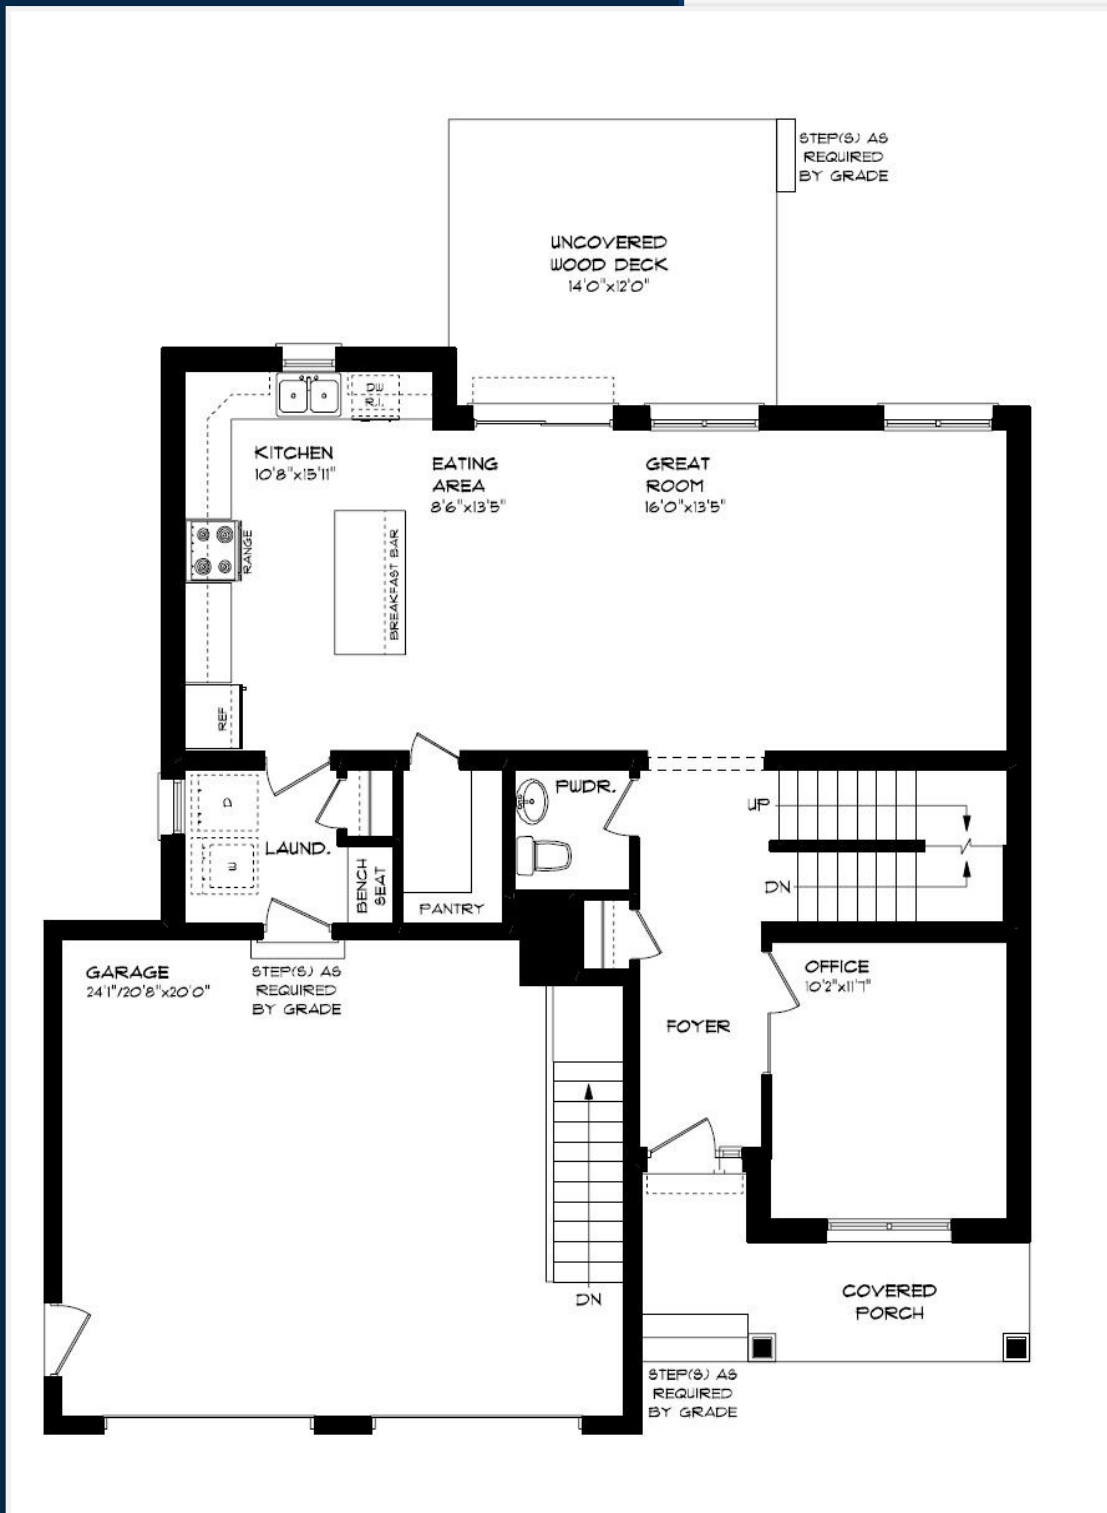 STEP(S) AS
REQUIRED
BY GRADE
UNCOVERED
WOOD DECK
14'0"x12'0"
DW
R.I.
KITCHEN
10'8"x15'11"
EATING
AREA
8'6"x13'5"
GREAT
ROOM
16'0"x13'5"
RANGE
BREAKFAST BAR
REF
D
W
LAUND.
BENCH
SEAT
PANTRY
PWDR.
UP
DN
GARAGE
24'1"/20'8"x20'0"
STEP(S) AS
REQUIRED
BY GRADE
OFFICE
10'2"x11'7"
FOYER
DN
COVERED
PORCH
STEP(S) AS
REQUIRED
BY GRADE